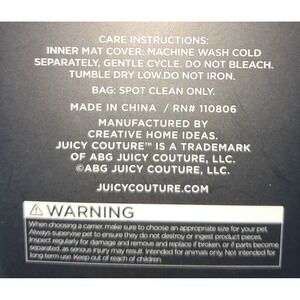 CARE INSTRUCTIONS:
INNER MAT COVER: MACHINE WASH COLD
SEPARATELY, GENTLE CYCLE. DO NOT BLEACH.
TUMBLE DRY LOW. DO NOT IRON.
BAG: SPOT CLEAN ONLY.
MADE IN CHINA / RN# 110806
MANUFACTURED BY
CREATIVE HOME IDEAS.
JUICY COUTURE™ IS A TRADEMARK
OF ABG JUICY COUTURE, LLC.
©ABG JUICY COUTURE, LLC.
JUICYCOUTURE.COM
⚠WARNING
When choosing a carrier, make sure to choose an appropriate size for your pet.
Always supervise pet to ensure they do not destroy or ingest product pieces.
Inspect regularly for damage and remove and replace if broken, or if parts become
separated, as serious injury may result. Intended for animals only. Not intended for
long term use. Keep out of reach of children.